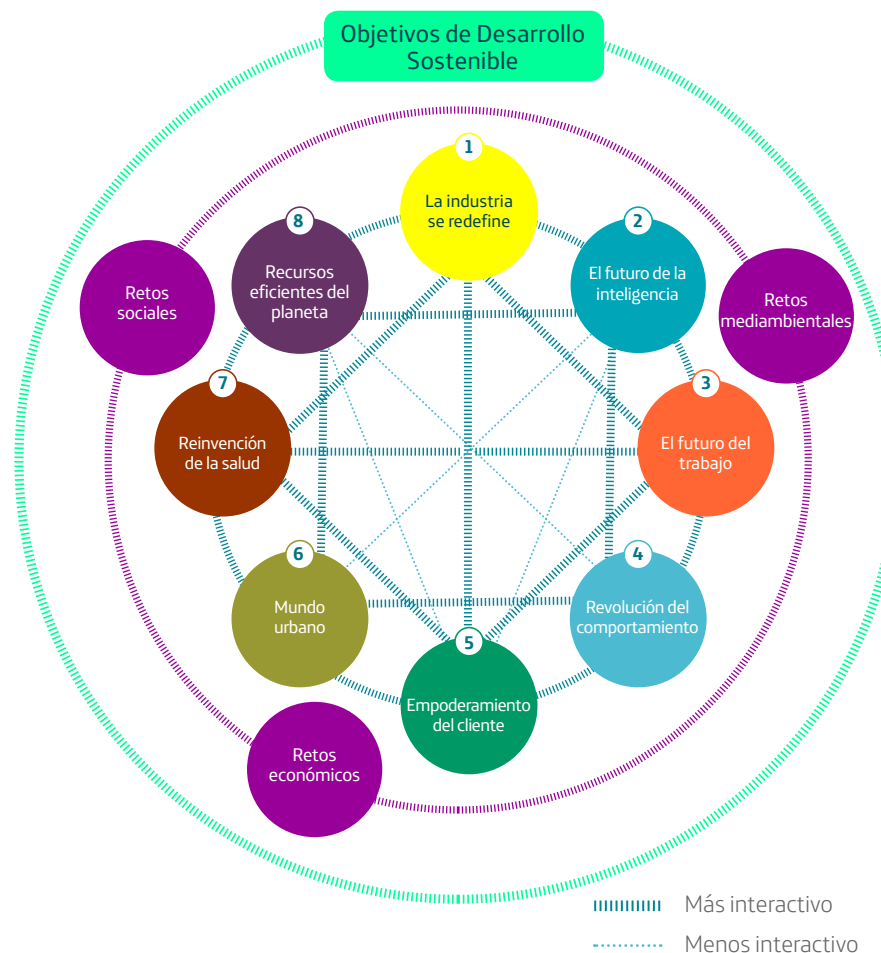 Objetivos de Desarrollo
Sostenible
1
La industria
se redefine
2
El futuro de la
inteligencia
3
El futuro del
trabajo
4
Revolución del
comportamiento
5
Empoderamiento
del cliente
6
Mundo
urbano
7
Reinvención
de la salud
8
Recursos
eficientes del
planeta
Retos
sociales
Retos
mediambientales
Retos
económicos
Más interactivo
Menos interactivo